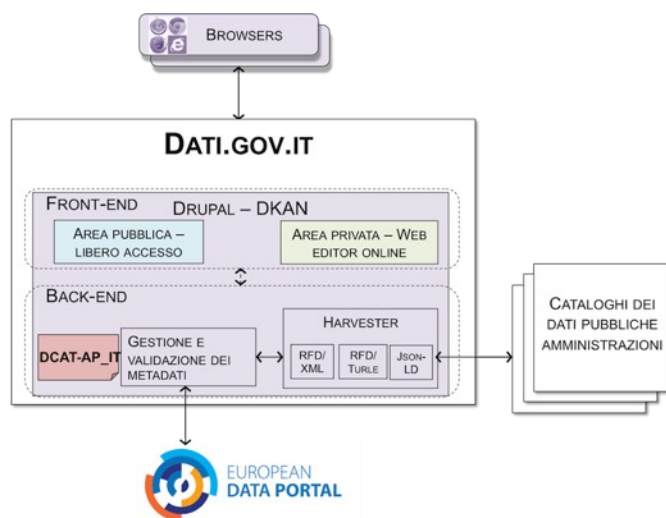 BROWSERS
DATI.GOV.IT
FRONT-END
DRUPAL – DKAN
AREA PUBBLICA –
LIBERO ACCESSO
AREA PRIVATA – WEB
EDITOR ONLINE
BACK-END
DCAT-AP_IT
GESTIONE E
VALIDAZIONE DEI
METADATI
HARVESTER
RFD/
XML
RFD/
TURLE
JSON-
LD
CATALOGHI DEI
DATI PUBBLICHE
AMMINISTRAZIONI
EUROPEAN
DATA PORTAL